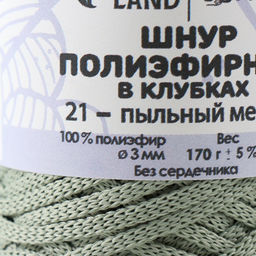 LAND
ШНУР
ПОЛИЭФИРН
В КЛУБКАХ
21 – ПЫЛЬНЫЙ МЕ
100% полиэфир Вес
⌀ 3 мм 170 г ± 5%
Без сердечника